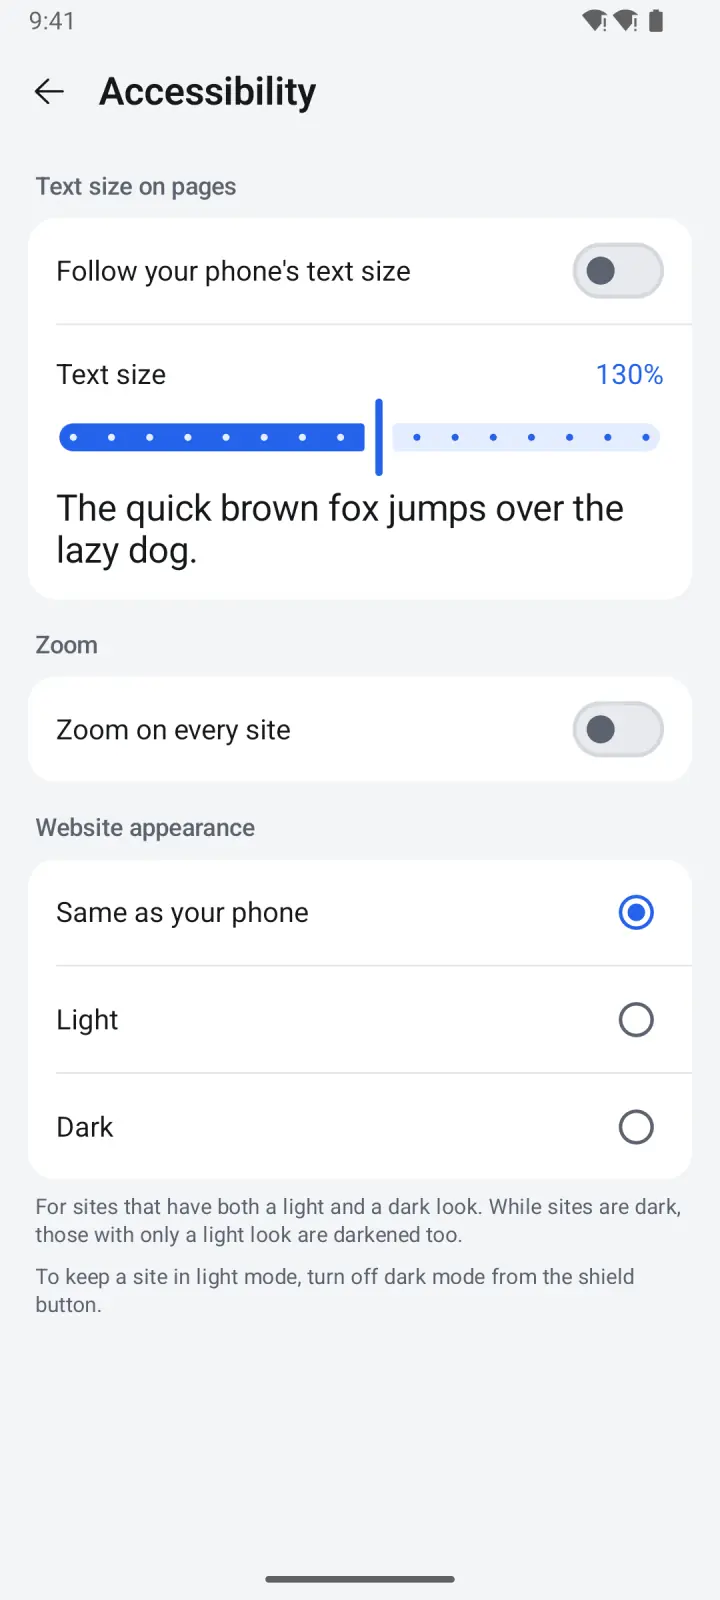 9:41
Accessibility
Text size on pages
Follow your phone's text size
Text size
130%
The quick brown fox jumps over the
lazy dog.
Zoom
Zoom on every site
Website appearance
Same as your phone
Light
Dark
For sites that have both a light and a dark look. While sites are dark,
those with only a light look are darkened too.
To keep a site in light mode, turn off dark mode from the shield
button.